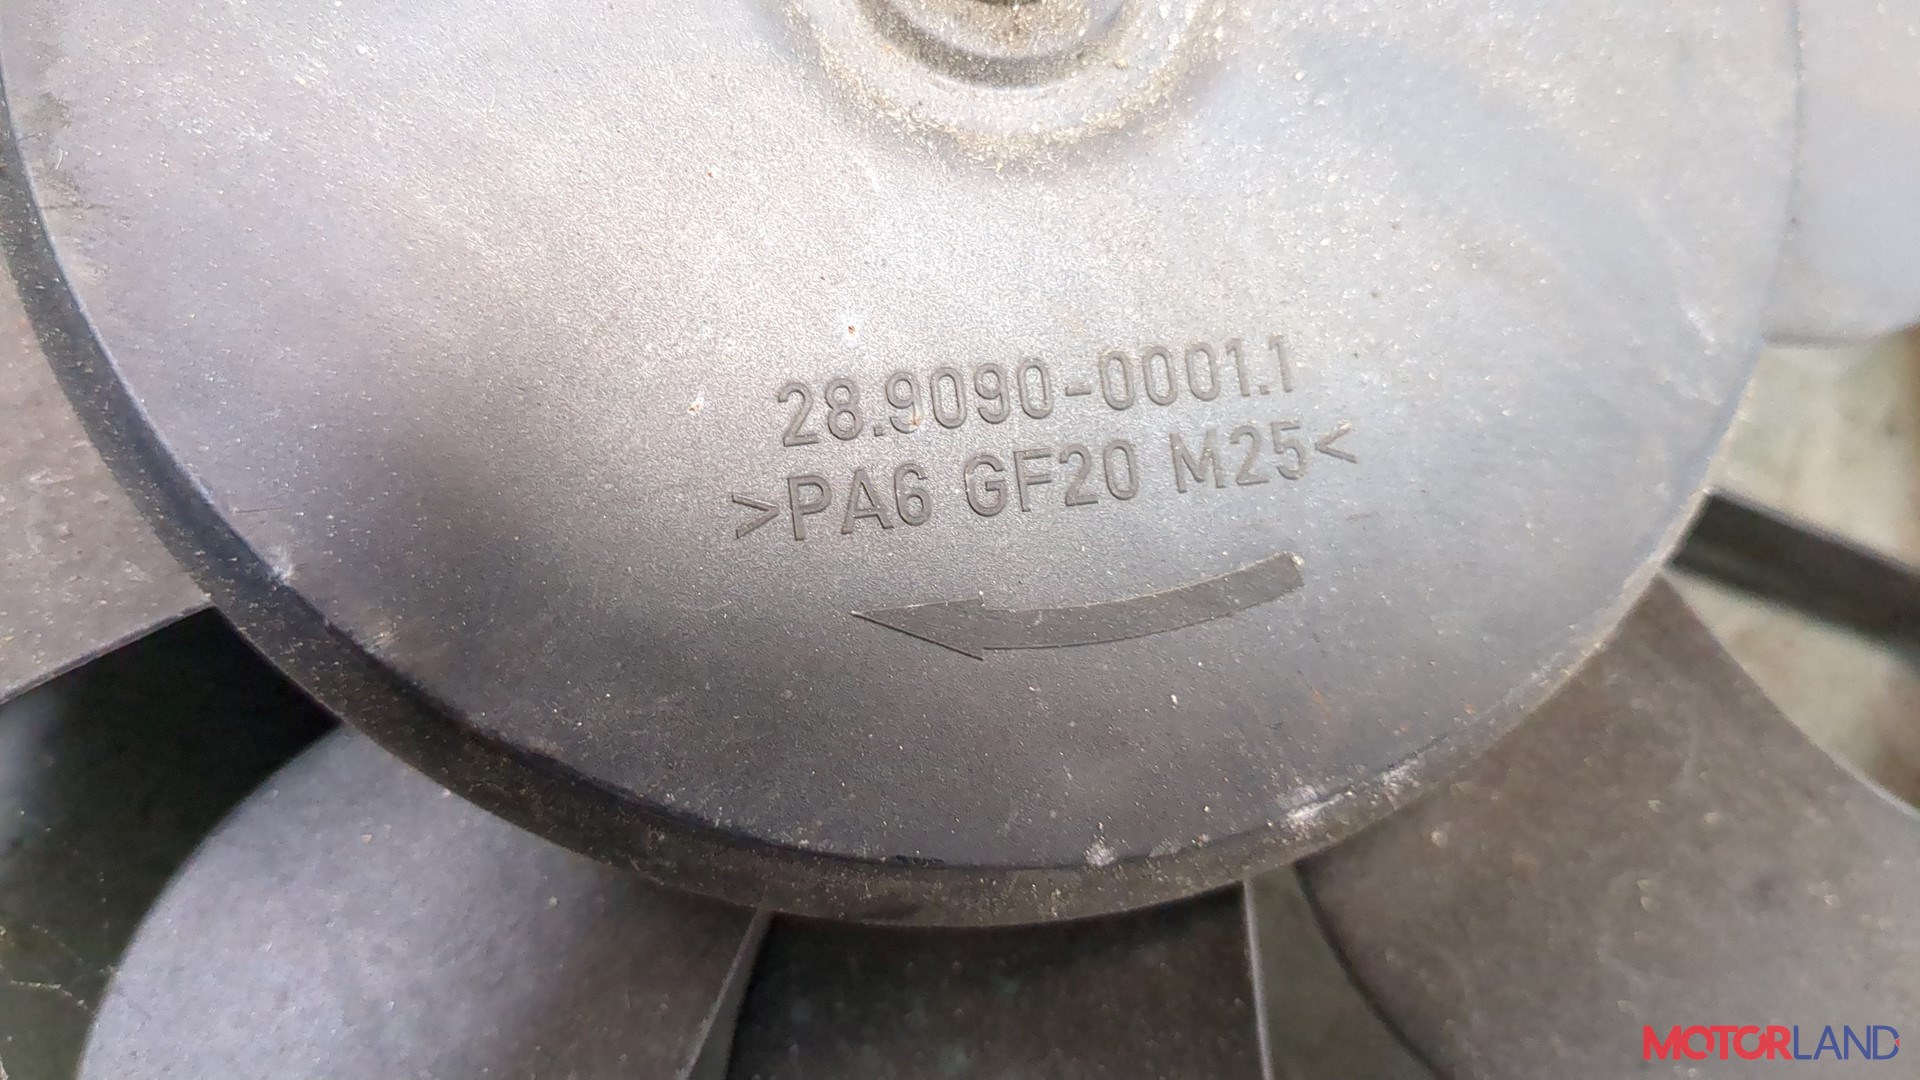 28.9090-0001.1
>PA6 GF20 M25<
MOTORLAND